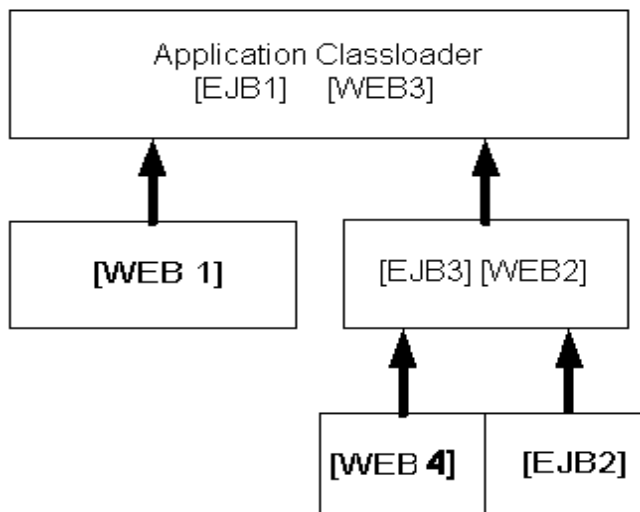 Application Classloader
[EJB1] [WEB3]
[WEB 1]
[EJB3] [WEB2]
[WEB 4]
[EJB2]